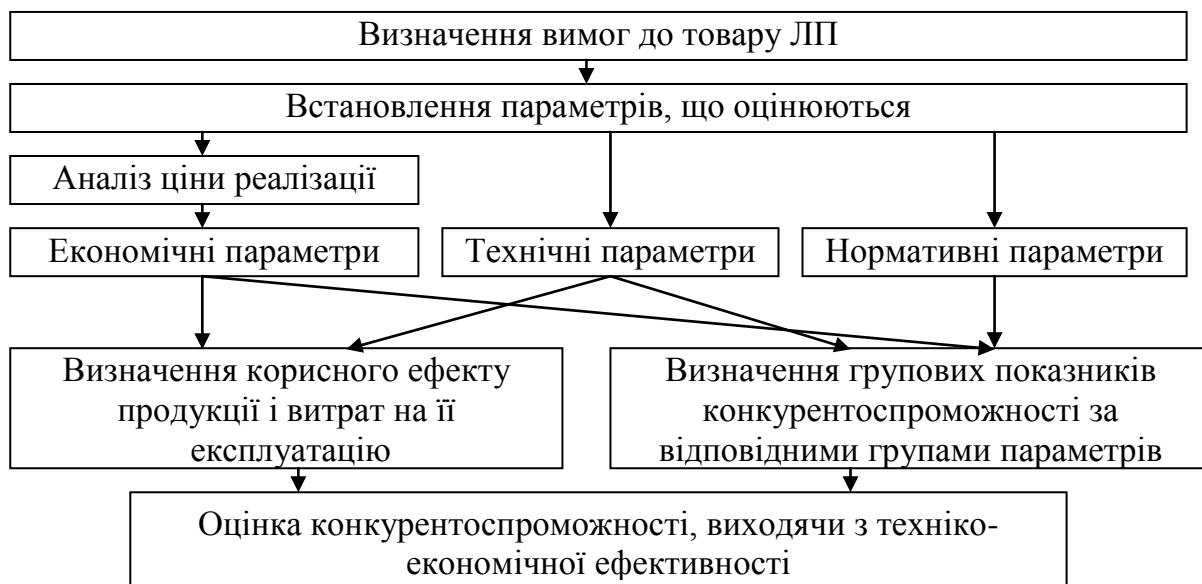 Визначення вимог до товару ЛП
Встановлення параметрів, що оцінюються
Аналіз ціни реалізації
Економічні параметри
Технічні параметри
Нормативні параметри
Визначення корисного ефекту
продукції і витрат на її
експлуатацію
Визначення групових показників
конкурентоспроможності за
відповідними групами параметрів
Оцінка конкурентоспроможності, виходячи з техніко-
економічної ефективності